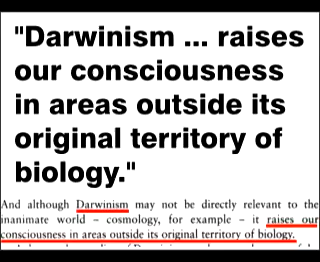 "Darwinism ... raises
our consciousness
in areas outside its
original territory of
biology."
And although Darwinism may not be directly relevant to the
inanimate world – cosmology, for example – it raises our
consciousness in areas outside its original territory of biology.